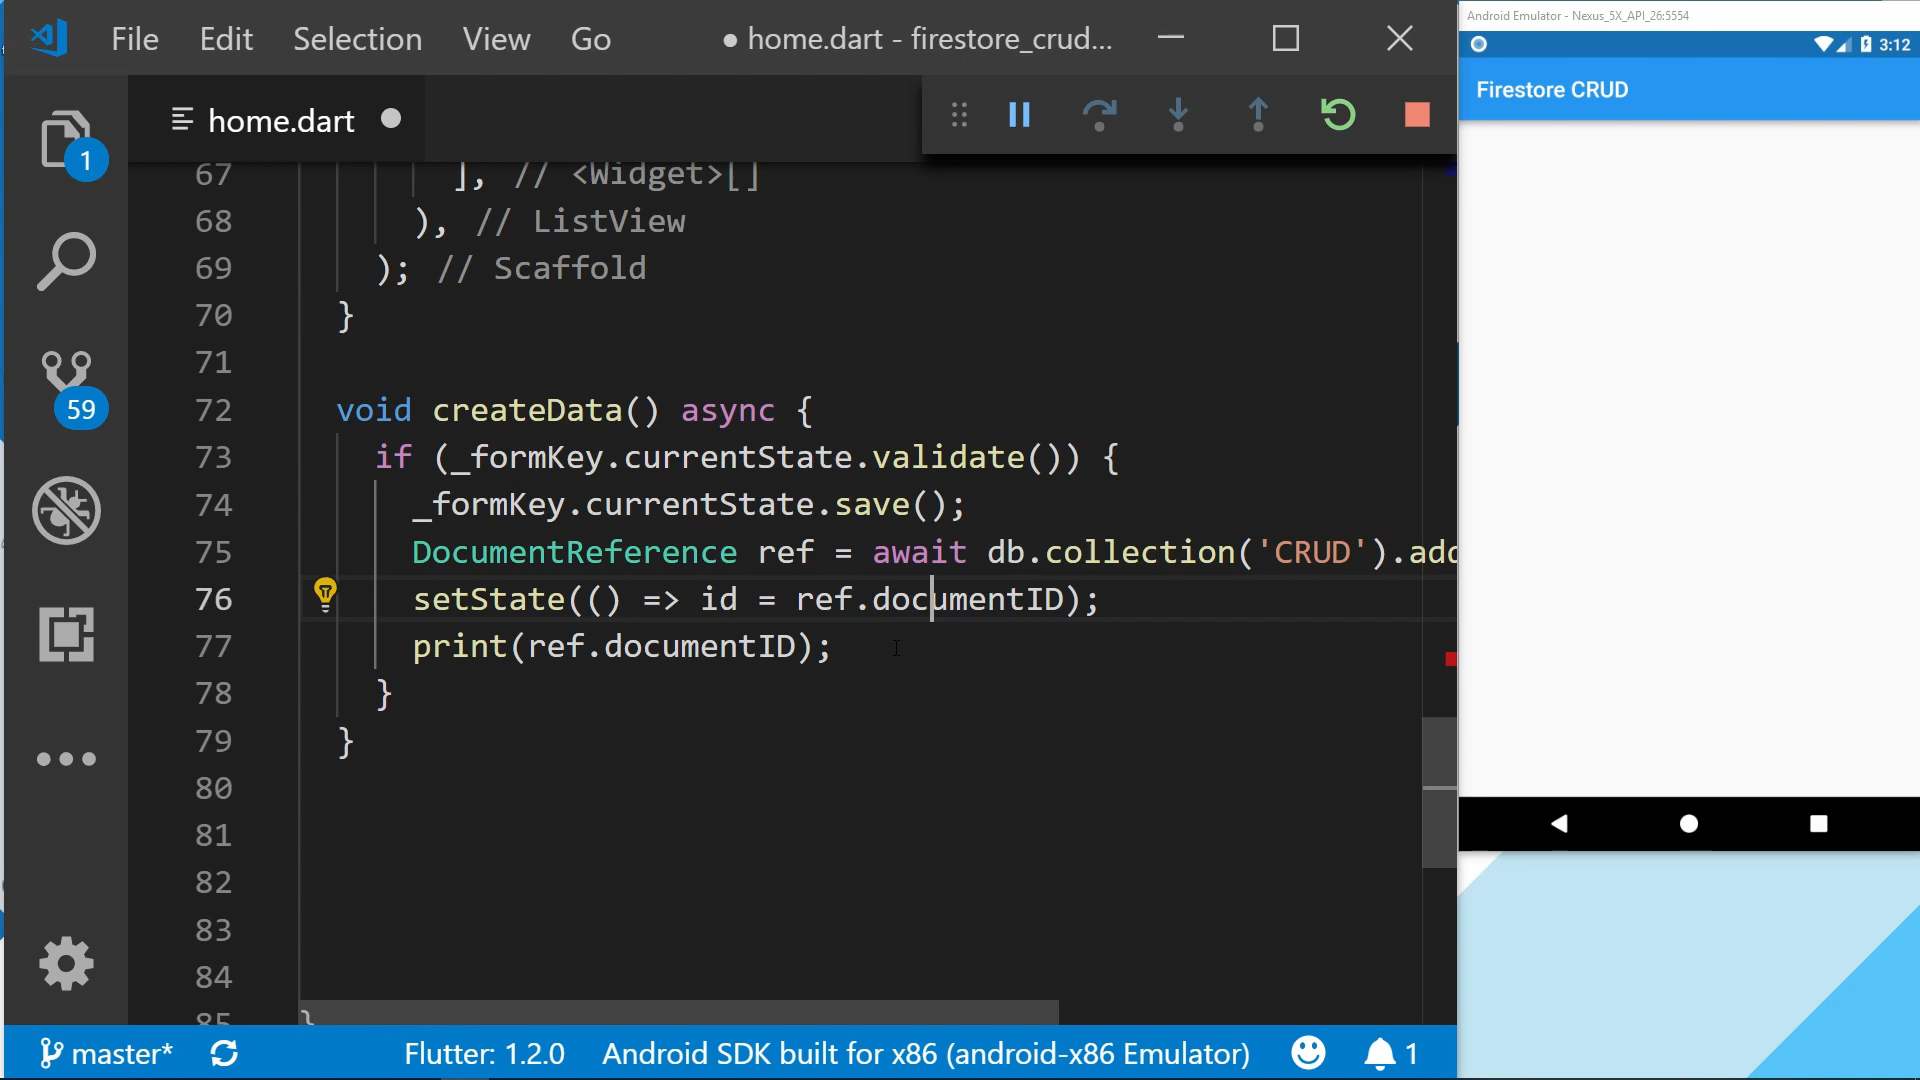 File Edit Selection View Go
● home.dart - firestore_crud...
home.dart
67 ], // <Widget>[]
68 ), // ListView
69 ); // Scaffold
70 }
71
72 void createData() async {
73 if (_formKey.currentState.validate()) {
74 _formKey.currentState.save();
75 DocumentReference ref = await db.collection('CRUD').add
76 setState(() => id = ref.documentID);
77 print(ref.documentID);
78 }
79 }
80
81
82
83
84
85 }
1
59
master*
Flutter: 1.2.0
Android SDK built for x86 (android-x86 Emulator)
1
Android Emulator - Nexus_5X_API_26:5554
3:12
Firestore CRUD